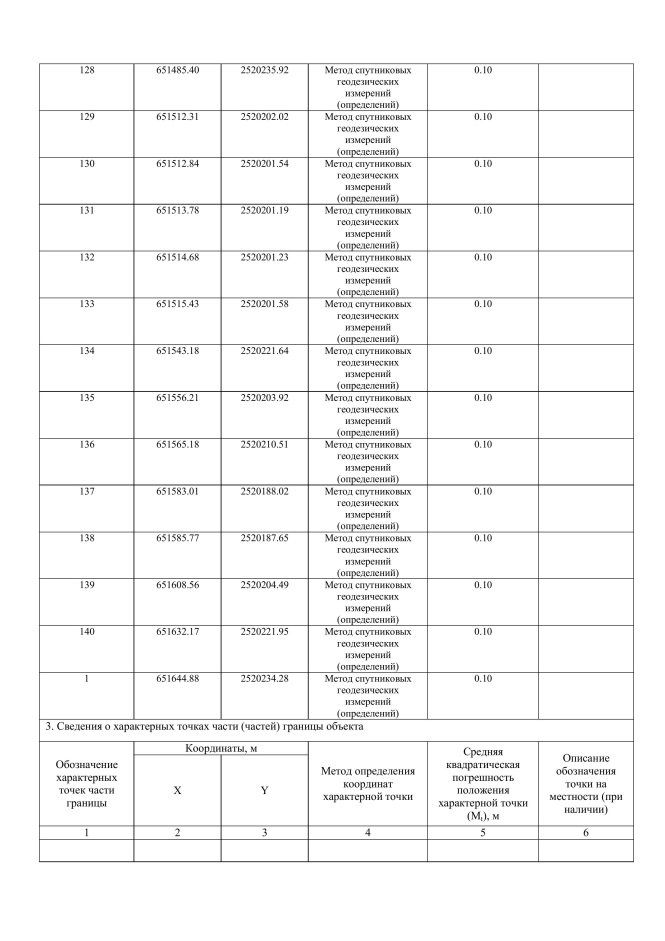 128 651485.40 2520235.92 Метод спутниковых 0.10
геодезических
измерений
(определений)
129 651512.31 2520202.02 Метод спутниковых 0.10
геодезических
измерений
(определений)
130 651512.84 2520201.54 Метод спутниковых 0.10
геодезических
измерений
(определений)
131 651513.78 2520201.19 Метод спутниковых 0.10
геодезических
измерений
(определений)
132 651514.68 2520201.23 Метод спутниковых 0.10
геодезических
измерений
(определений)
133 651515.43 2520201.58 Метод спутниковых 0.10
геодезических
измерений
(определений)
134 651543.18 2520221.64 Метод спутниковых 0.10
геодезических
измерений
(определений)
135 651556.21 2520203.92 Метод спутниковых 0.10
геодезических
измерений
(определений)
136 651565.18 2520210.51 Метод спутниковых 0.10
геодезических
измерений
(определений)
137 651583.01 2520188.02 Метод спутниковых 0.10
геодезических
измерений
(определений)
138 651585.77 2520187.65 Метод спутниковых 0.10
геодезических
измерений
(определений)
139 651608.56 2520204.49 Метод спутниковых 0.10
геодезических
измерений
(определений)
140 651632.17 2520221.95 Метод спутниковых 0.10
геодезических
измерений
(определений)
1 651644.88 2520234.28 Метод спутниковых 0.10
геодезических
измерений
(определений)
3. Сведения о характерных точках части (частей) границы объекта
Обозначение
характерных
точек части
границы
Координаты, м
X Y
Метод определения
координат
характерной точки
Средняя
квадратическая
погрешность
положения
характерной точки
(Mt), м
Описание
обозначения
точки на
местности (при
наличии)
1 2 3 4 5 6